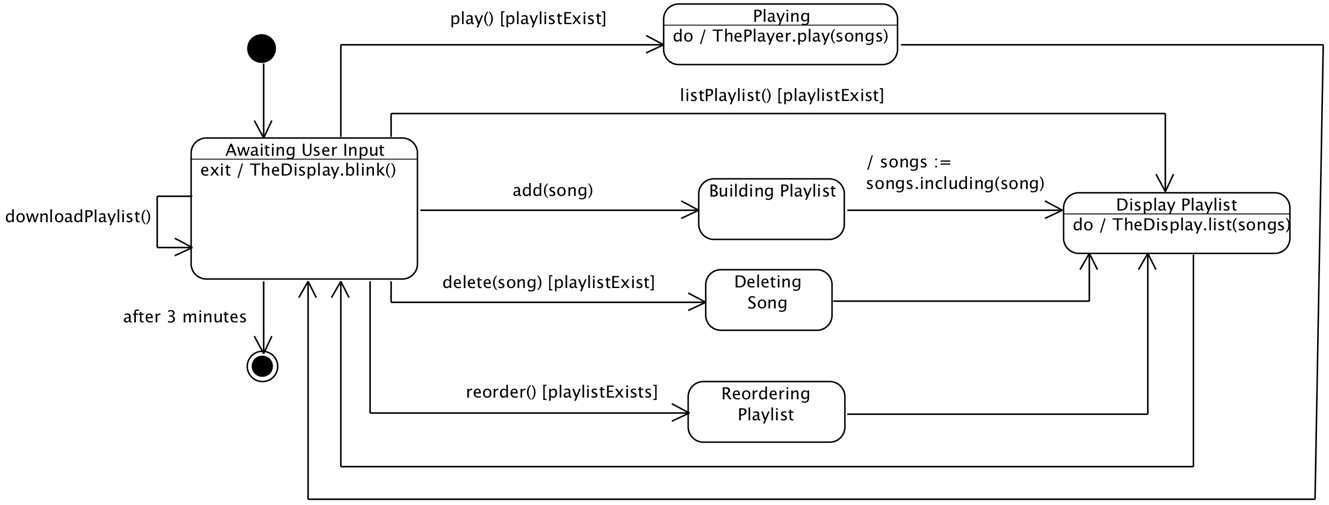 play() [playlistExist]
Playing
do / ThePlayer.play(songs)
listPlaylist() [playlistExist]
Awaiting User Input
exit / TheDisplay.blink()
downloadPlaylist()
add(song)
Building Playlist
/ songs :=
songs.including(song)
Display Playlist
do / TheDisplay.list(songs)
delete(song) [playlistExist]
Deleting
Song
after 3 minutes
reorder() [playlistExists]
Reordering
Playlist